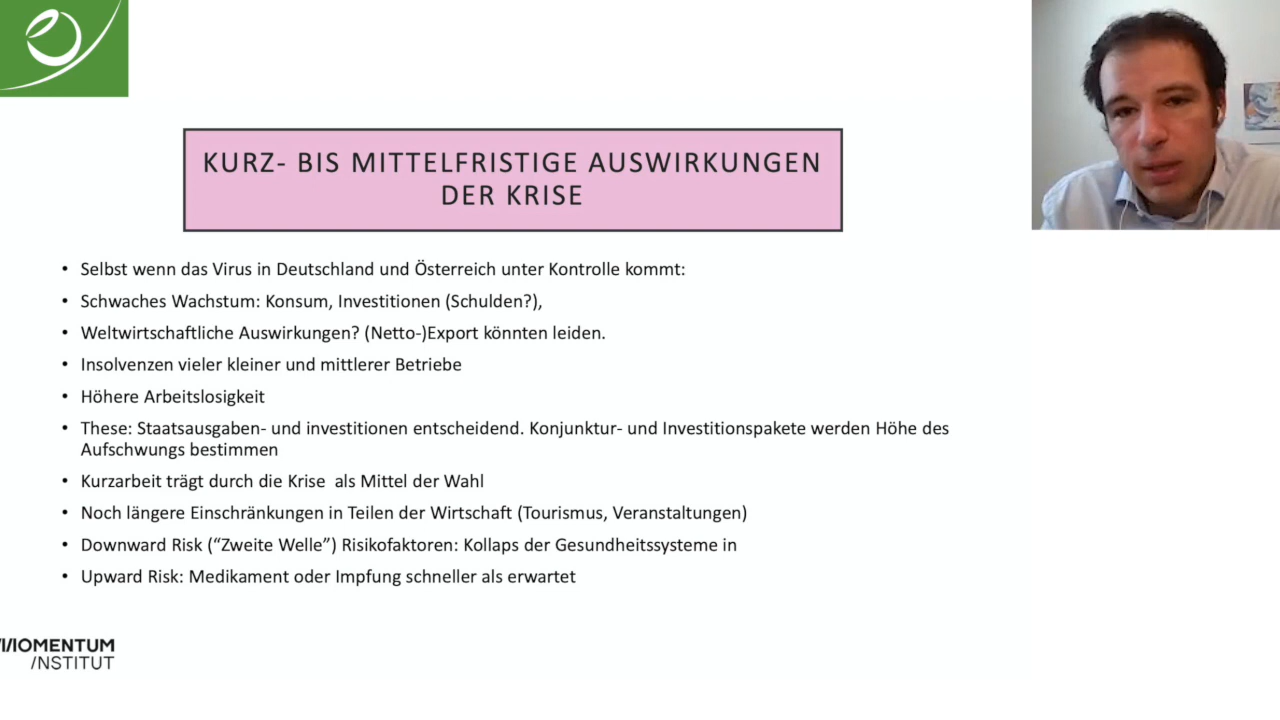 KURZ- BIS MITTELFRISTIGE AUSWIRKUNGEN
DER KRISE
• Selbst wenn das Virus in Deutschland und Österreich unter Kontrolle kommt:
• Schwaches Wachstum: Konsum, Investitionen (Schulden?),
• Weltwirtschaftliche Auswirkungen? (Netto-)Export könnten leiden.
• Insolvenzen vieler kleiner und mittlerer Betriebe
• Höhere Arbeitslosigkeit
• These: Staatsausgaben- und investitionen entscheidend. Konjunktur- und Investitionspakete werden Höhe des
Aufschwungs bestimmen
• Kurzarbeit trägt durch die Krise als Mittel der Wahl
• Noch längere Einschränkungen in Teilen der Wirtschaft (Tourismus, Veranstaltungen)
• Downward Risk (“Zweite Welle”) Risikofaktoren: Kollaps der Gesundheitssysteme in
• Upward Risk: Medikament oder Impfung schneller als erwartet
MOMENTUM
/NSTITUT